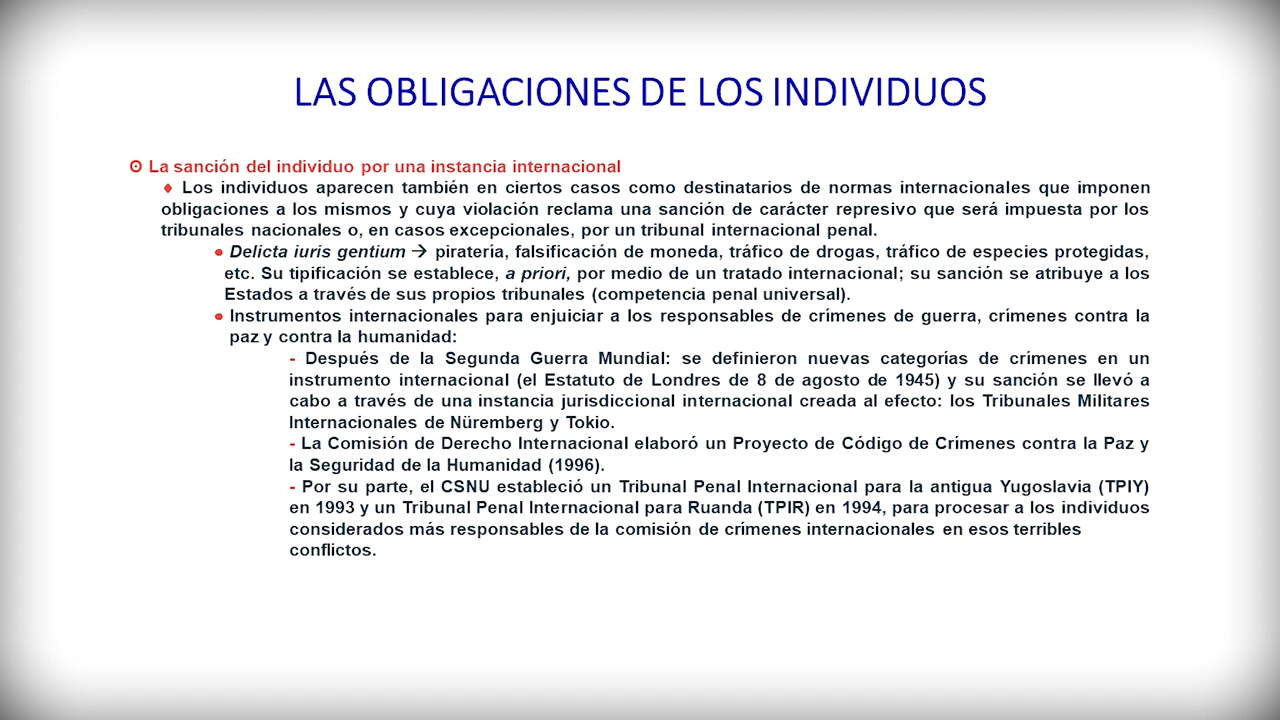 LAS OBLIGACIONES DE LOS INDIVIDUOS
ʘ La sanción del individuo por una instancia internacional
♦ Los individuos aparecen también en ciertos casos como destinatarios de normas internacionales que imponen
obligaciones a los mismos y cuya violación reclama una sanción de carácter represivo que será impuesta por los
tribunales nacionales o, en casos excepcionales, por un tribunal internacional penal.
● Delicta iuris gentium → piratería, falsificación de moneda, tráfico de drogas, tráfico de especies protegidas,
etc. Su tipificación se establece, a priori, por medio de un tratado internacional; su sanción se atribuye a los
Estados a través de sus propios tribunales (competencia penal universal).
● Instrumentos internacionales para enjuiciar a los responsables de crímenes de guerra, crímenes contra la
paz y contra la humanidad:
- Después de la Segunda Guerra Mundial: se definieron nuevas categorías de crímenes en un
instrumento internacional (el Estatuto de Londres de 8 de agosto de 1945) y su sanción se llevó a
cabo a través de una instancia jurisdiccional internacional creada al efecto: los Tribunales Militares
Internacionales de Nüremberg y Tokio.
- La Comisión de Derecho Internacional elaboró un Proyecto de Código de Crímenes contra la Paz y
la Seguridad de la Humanidad (1996).
- Por su parte, el CSNU estableció un Tribunal Penal Internacional para la antigua Yugoslavia (TPIY)
en 1993 y un Tribunal Penal Internacional para Ruanda (TPIR) en 1994, para procesar a los individuos
considerados más responsables de la comisión de crímenes internacionales en esos terribles
conflictos.